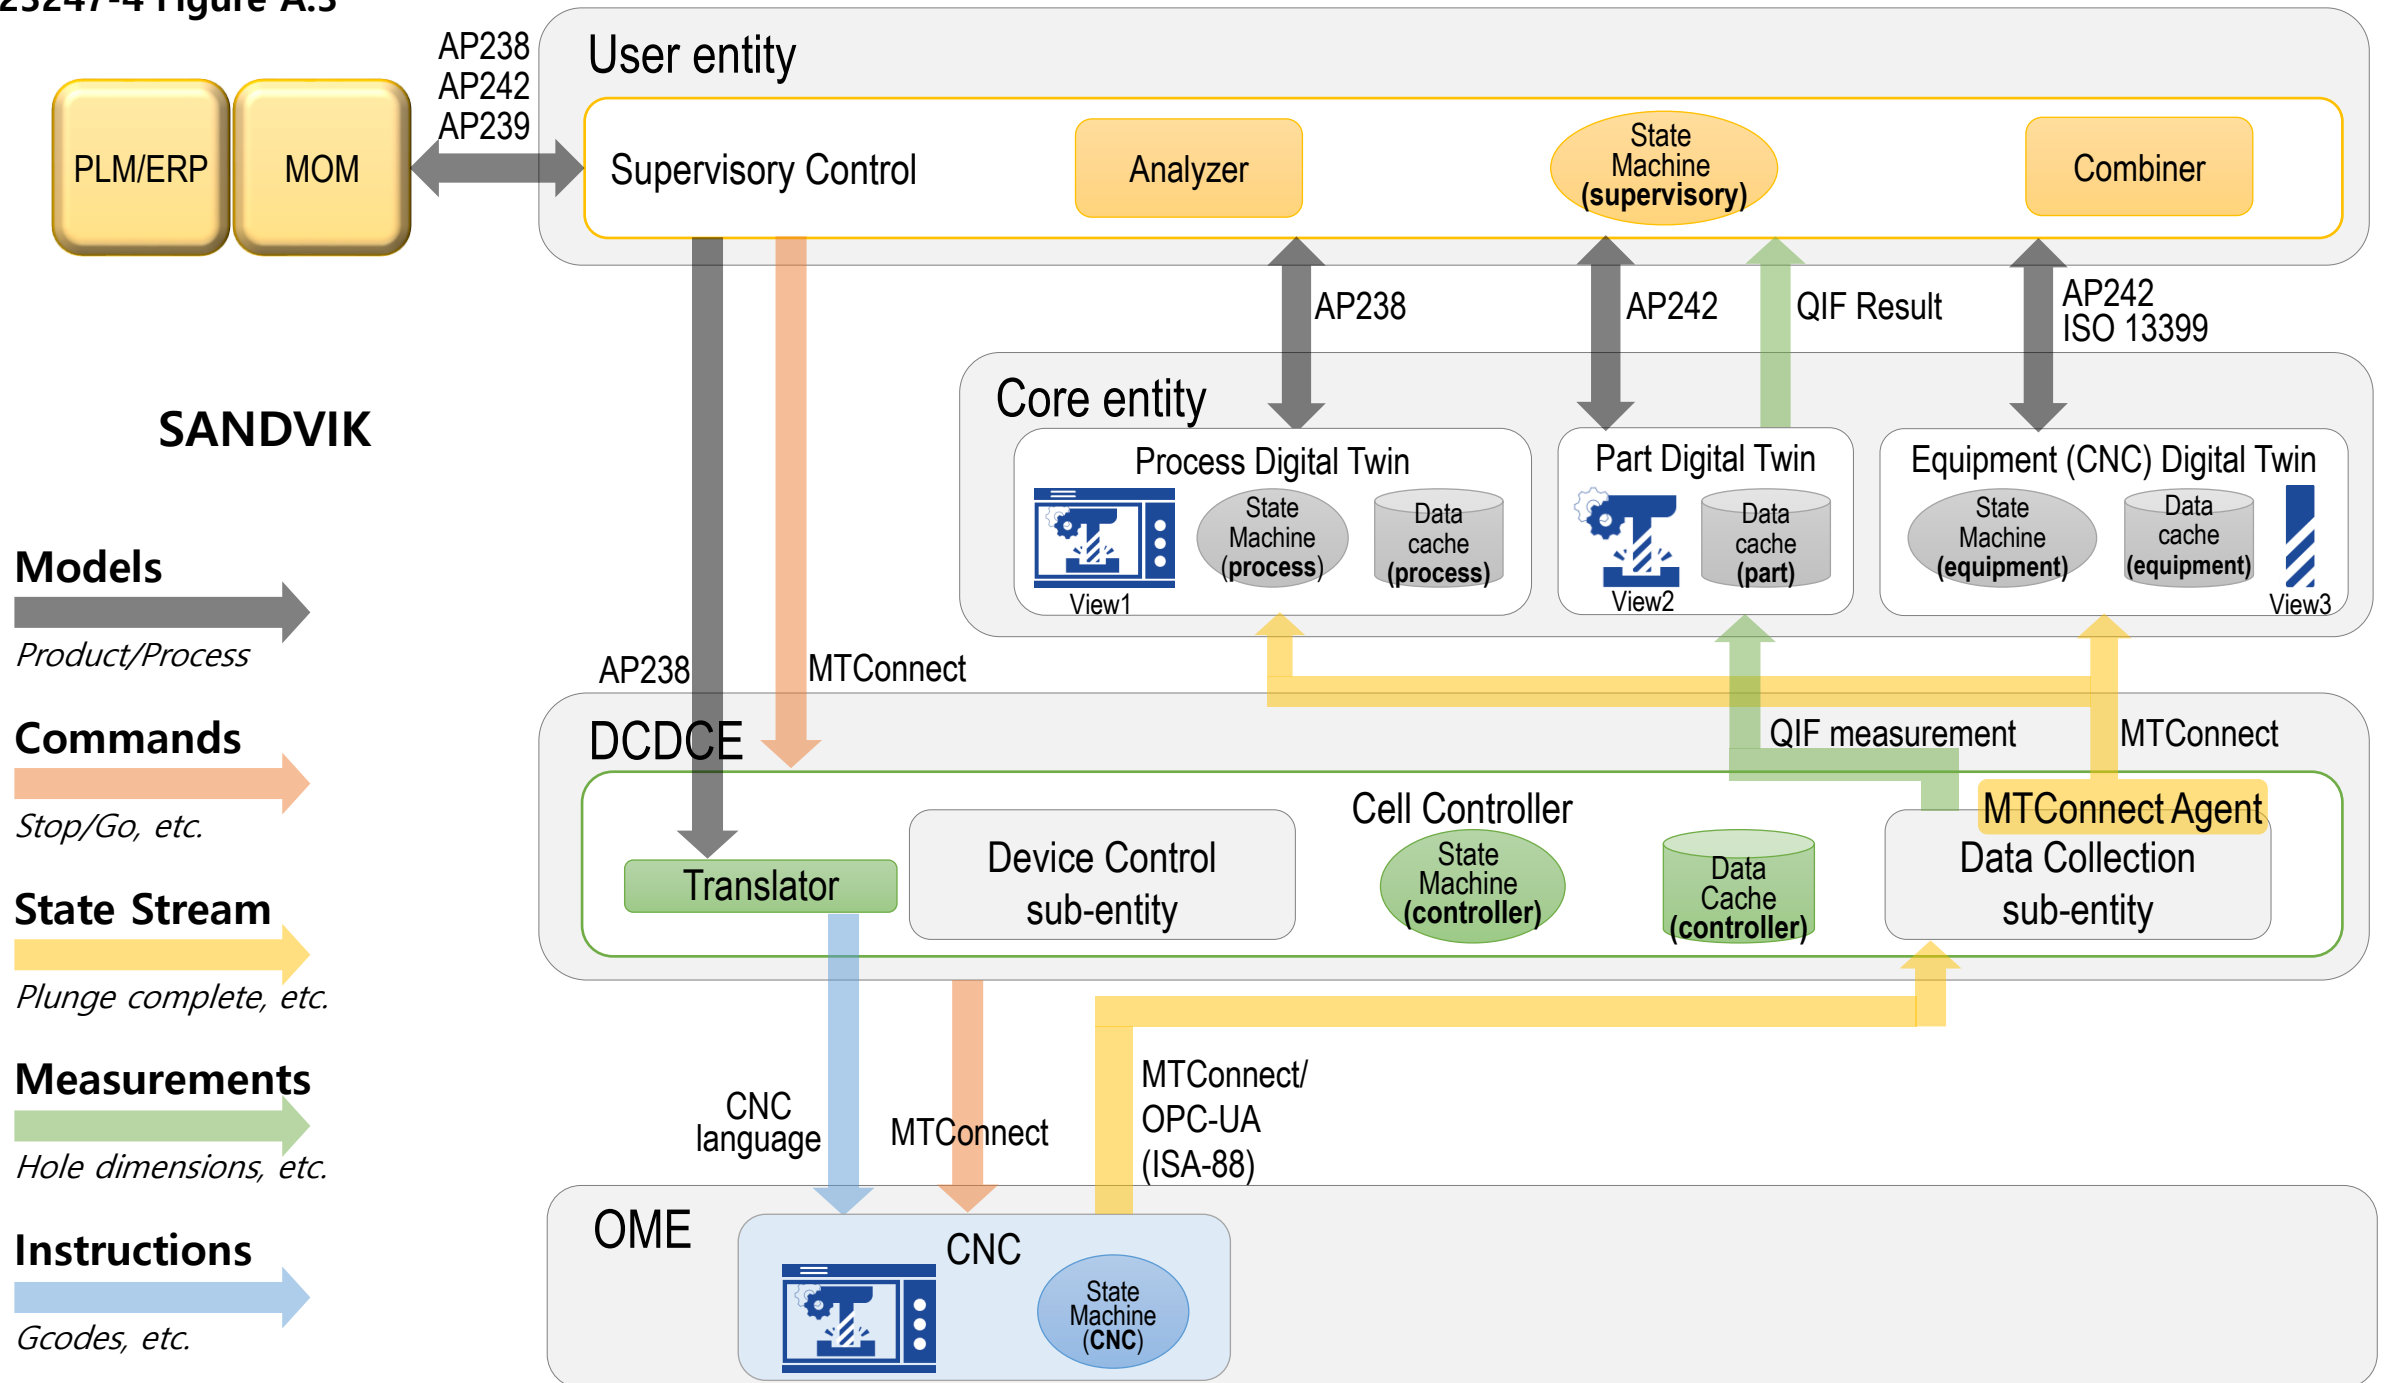 23247-4 Figure A.3
AP238
AP242
AP239
PLM/ERP
MOM
User entity
Supervisory Control
Analyzer
State
Machine
(supervisory)
Combiner
AP238
AP242
QIF Result
AP242
ISO 13399
SANDVIK
Core entity
Process Digital Twin
View1
State
Machine
(process)
Data
cache
(process)
Part Digital Twin
View2
Data
cache
(part)
Equipment (CNC) Digital Twin
State
Machine
(equipment)
Data
cache
(equipment)
View3
Models
Product/Process
Commands
Stop/Go, etc.
State Stream
Plunge complete, etc.
Measurements
Hole dimensions, etc.
Instructions
Gcodes, etc.
AP238
MTConnect
DCDCE
QIF measurement
MTConnect
Translator
Device Control
sub-entity
Cell Controller
State
Machine
(controller)
Data
Cache
(controller)
MTConnect Agent
Data Collection
sub-entity
CNC
language
MTConnect
MTConnect/
OPC-UA
(ISA-88)
OME
CNC
State
Machine
(CNC)